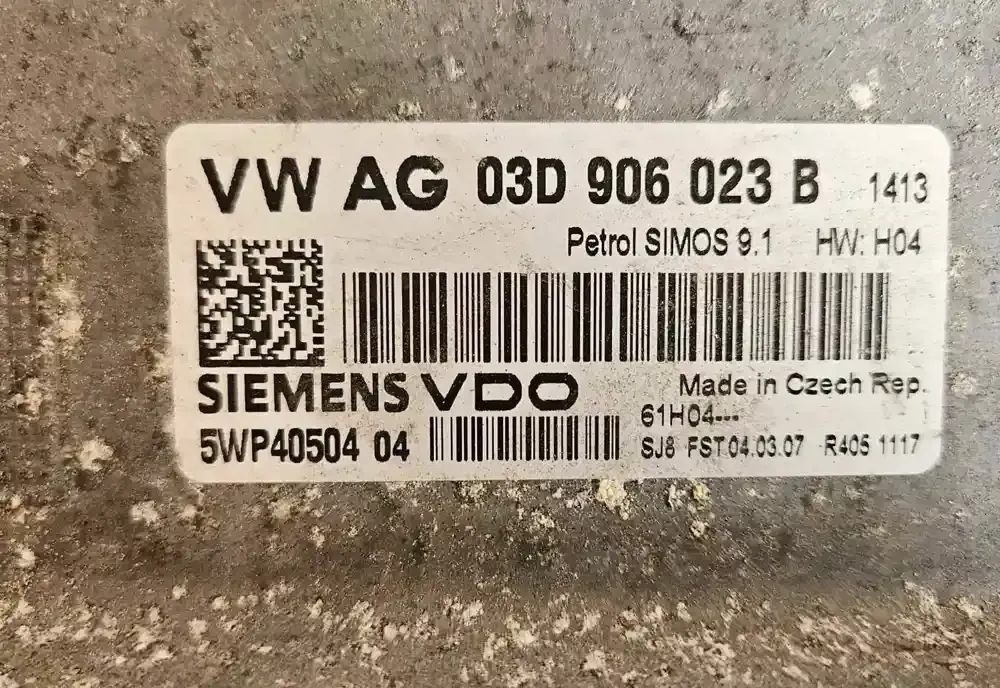 VW AG 03D 906 023 B 1413
Petrol SIMOS 9.1 HW: H04
SIEMENS VDO Made in Czech Rep.
61H04---
5WP40504 04 SJ8 FST 04.03.07 R405 1117